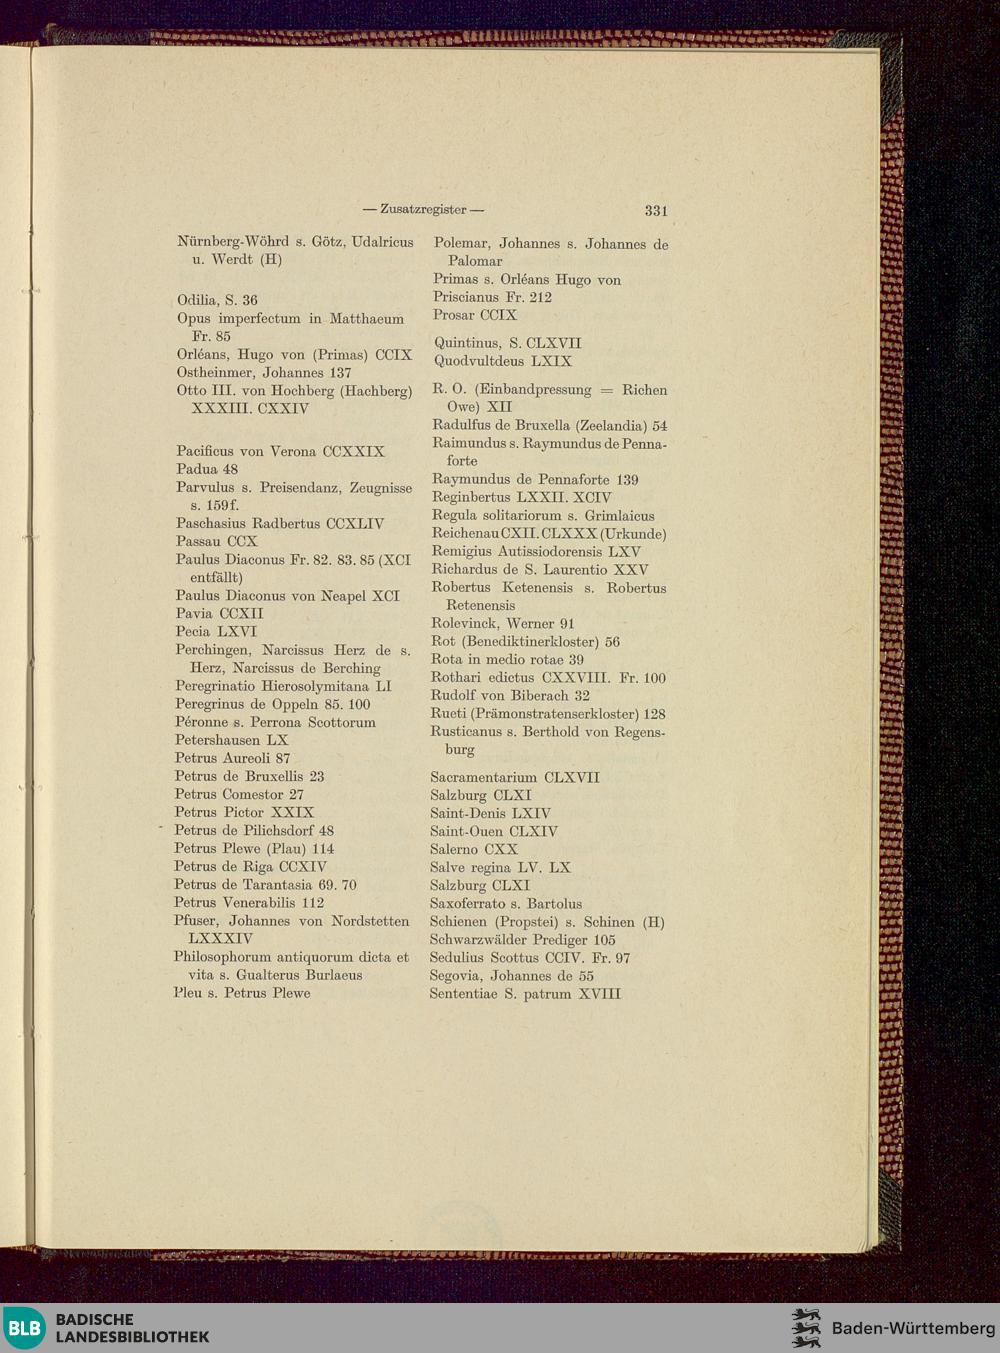 — Zusatzregister — 331
Nürnberg-Wöhrd s. Götz, Udalricus
u. Werdt (H)
Odilia, S. 36
Opus imperfectum in Matthaeum
Fr. 85
Orléans, Hugo von (Primas) CCIX
Ostheinmer, Johannes 137
Otto III. von Hochberg (Hachberg)
XXXIII. CXXIV
Pacificus von Verona CCXXIX
Padua 48
Parvulus s. Preisendanz, Zeugnisse
s. 159f.
Paschasius Radbertus CCXLIV
Passau CCX
Paulus Diaconus Fr. 82. 83. 85 (XCI
entfällt)
Paulus Diaconus von Neapel XCI
Pavia CCXII
Pecia LXVI
Perchingen, Narcissus Herz de s.
Herz, Narcissus de Berching
Peregrinatio Hierosolymitana LI
Peregrinus de Oppeln 85. 100
Péronne s. Perrona Scottorum
Petershausen LX
Petrus Aureoli 87
Petrus de Bruxellis 23
Petrus Comestor 27
Petrus Pictor XXIX
Petrus de Pilichsdorf 48
Petrus Plewe (Plau) 114
Petrus de Riga CCXIV
Petrus de Tarantasia 69. 70
Petrus Venerabilis 112
Pfuser, Johannes von Nordstetten
LXXXIV
Philosophorum antiquorum dicta et
vita s. Gualterus Burlaeus
Pleu s. Petrus Plewe
Polemar, Johannes s. Johannes de
Palomar
Primas s. Orléans Hugo von
Priscianus Fr. 212
Prosar CCIX
Quintinus, S. CLXVII
Quodvultdeus LXIX
R. O. (Einbandpressung = Richen
Owe) XII
Radulfus de Bruxella (Zeelandia) 54
Raimundus s. Raymundus de Penna-
forte
Raymundus de Pennaforte 139
Reginbertus LXXII. XCIV
Regula solitariorum s. Grimlaicus
Reichenau CXII. CLXXX (Urkunde)
Remigius Autissiodorensis LXV
Richardus de S. Laurentio XXV
Robertus Ketenensis s. Robertus
Retenensis
Rolevinck, Werner 91
Rot (Benediktinerkloster) 56
Rota in medio rotae 39
Rothari edictus CXXVIII. Fr. 100
Rudolf von Biberach 32
Rueti (Prämonstratenserkloster) 128
Rusticanus s. Berthold von Regens-
burg
Sacramentarium CLXVII
Salzburg CLXI
Saint-Denis LXIV
Saint-Ouen CLXIV
Salerno CXX
Salve regina LV. LX
Salzburg CLXI
Saxoferrato s. Bartolus
Schienen (Propstei) s. Schinen (H)
Schwarzwälder Prediger 105
Sedulius Scottus CCIV. Fr. 97
Segovia, Johannes de 55
Sententiae S. patrum XVIII
BLB BADISCHE
LANDESBIBLIOTHEK
Baden-Württemberg